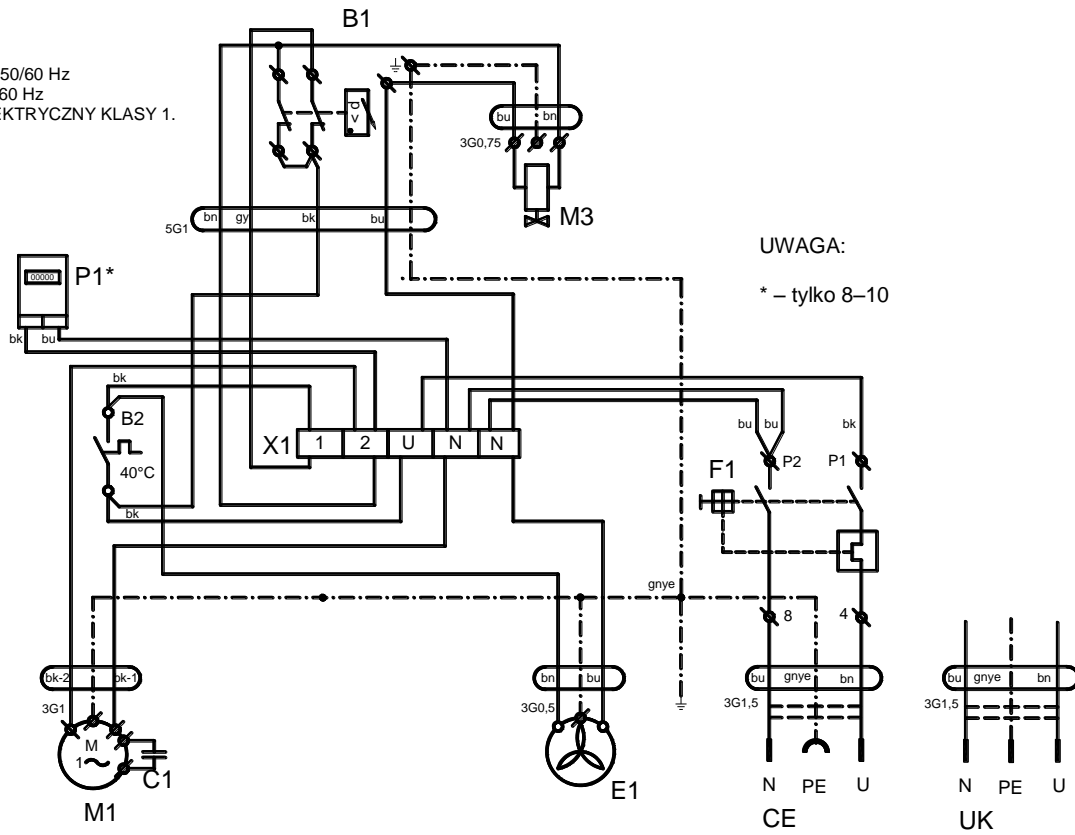 B1
50/60 Hz
60 Hz
EKTRYCZNY KLASY 1.
p
v
bu bn
3G0,75
M3
bn gy bk bu
5G1
UWAGA:
* – tylko 8–10
00000
P1*
bk bu
bk
B2
40°C
bk
X1 1 2 U N N
bu bu bk
P2 P1
F1
gnye
8 4
bk-2 bk-1
3G1
M
1
C1
M1
bn bu
3G0,5
E1
bu gnye bn
3G1,5
N PE U
CE
bu gnye bn
3G1,5
N PE U
UK